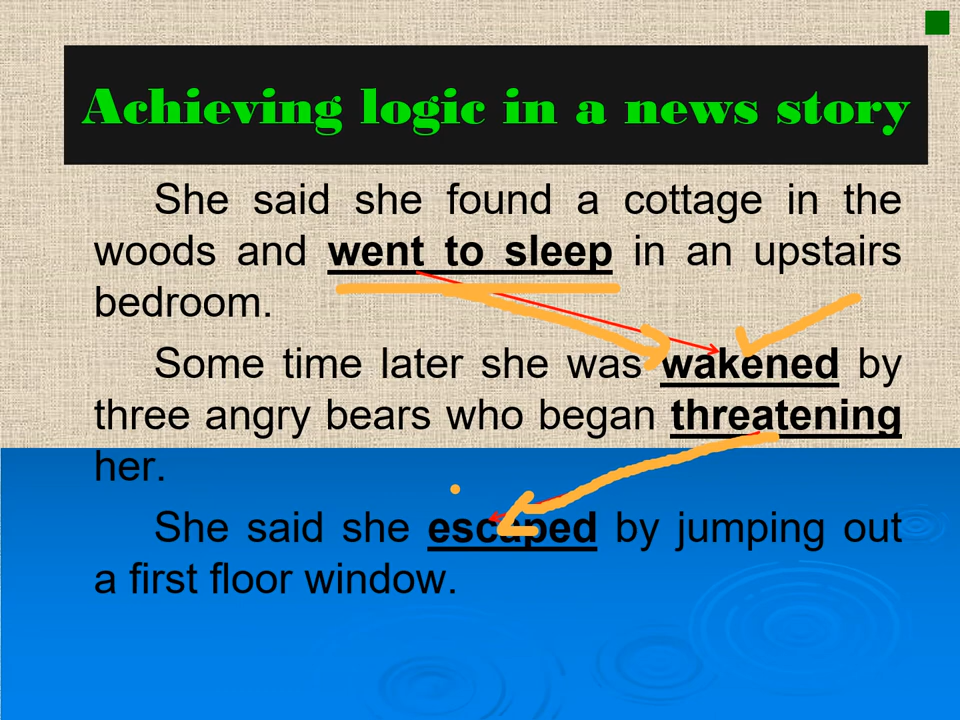 Achieving logic in a news story
She said she found a cottage in the
woods and went to sleep in an upstairs
bedroom.
Some time later she was wakened by
three angry bears who began threatening
her.
She said she escaped by jumping out
a first floor window.